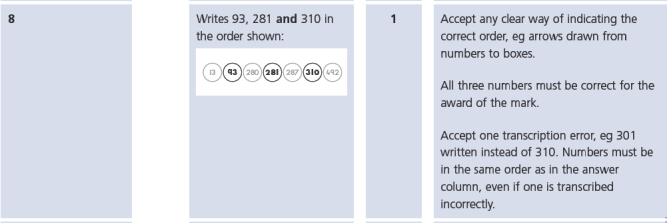 8
Writes 93, 281 and 310 in
the order shown:
13 93 280 281 287 310 492
1
Accept any clear way of indicating the
correct order, eg arrows drawn from
numbers to boxes.
All three numbers must be correct for the
award of the mark.
Accept one transcription error, eg 301
written instead of 310. Numbers must be
in the same order as in the answer
column, even if one is transcribed
incorrectly.